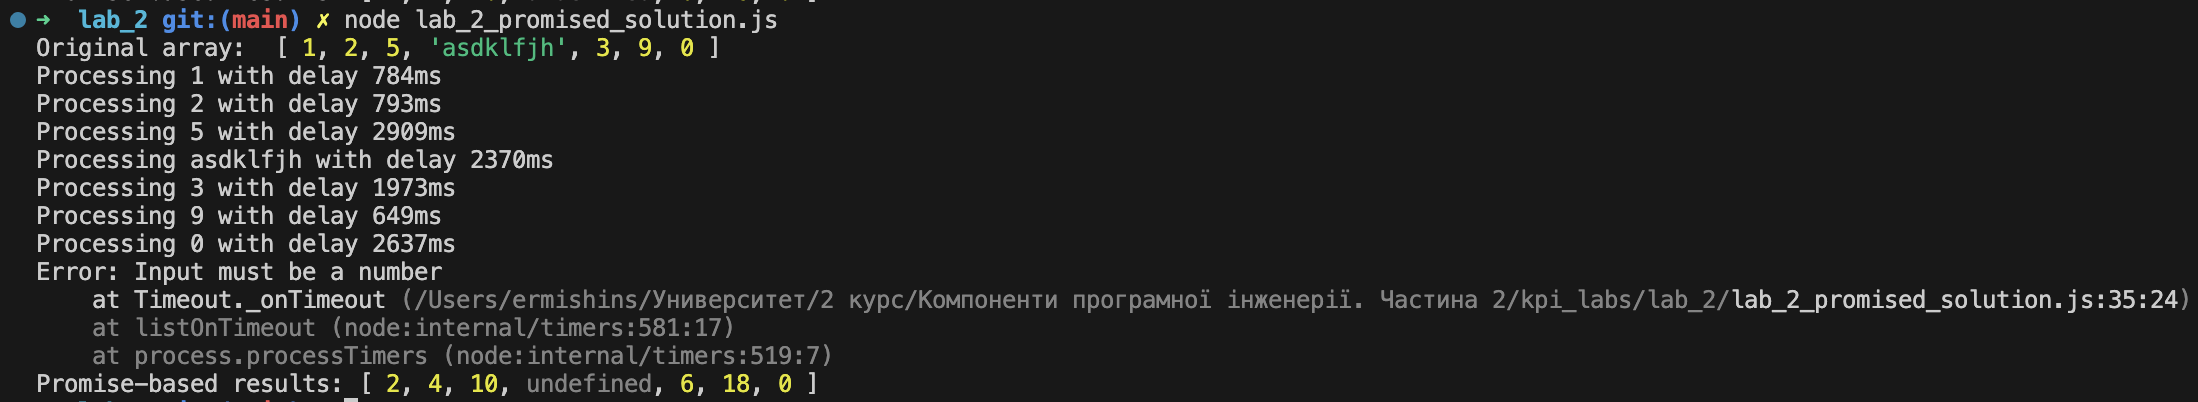 ➜ lab_2 git:(main) ✗ node lab_2_promised_solution.js
Original array:  [ 1, 2, 5, 'asdklfjh', 3, 9, 0 ]
Processing 1 with delay 784ms
Processing 2 with delay 793ms
Processing 5 with delay 2909ms
Processing asdklfjh with delay 2370ms
Processing 3 with delay 1973ms
Processing 9 with delay 649ms
Processing 0 with delay 2637ms
Error: Input must be a number
    at Timeout._onTimeout (/Users/ermishins/Университет/2 курс/Компоненти програмної інженерії. Частина 2/kpi_labs/lab_2/lab_2_promised_solution.js:35:24)
    at listOnTimeout (node:internal/timers:581:17)
    at process.processTimers (node:internal/timers:519:7)
Promise-based results: [ 2, 4, 10, undefined, 6, 18, 0 ]